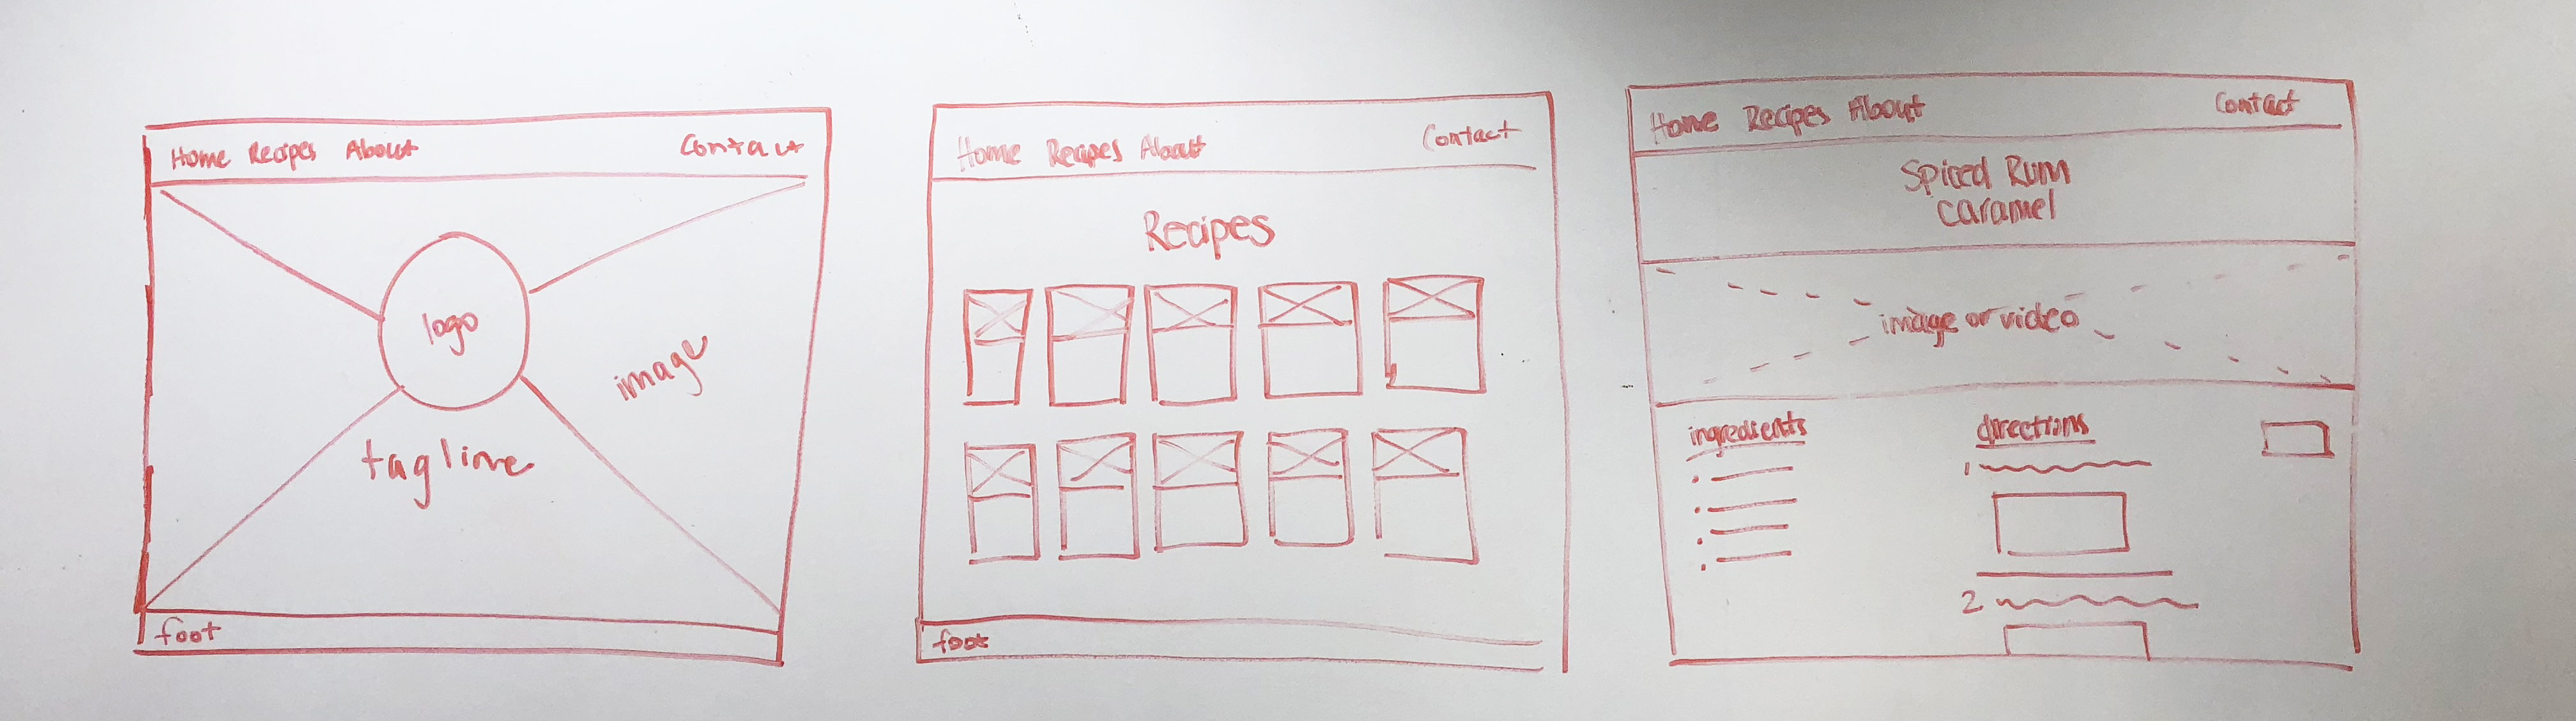 Home Recipes About Contact
logo
image
tagline
foot
Home Recipes About Contact
Recipes
foot
Home Recipes About Contact
Spiced Rum
Caramel
image or video
ingredients
directions
1
2